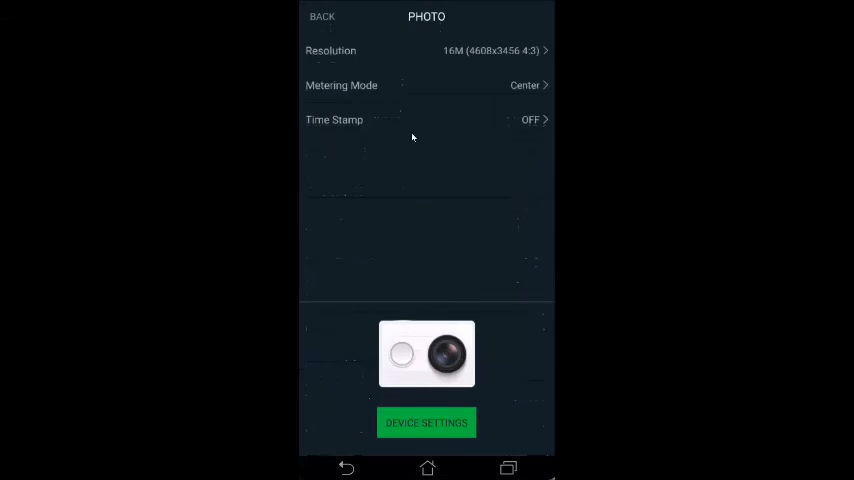 BACK PHOTO
Resolution 16M (4608x3456 4:3)
Metering Mode Center
Time Stamp OFF
DEVICE SETTINGS